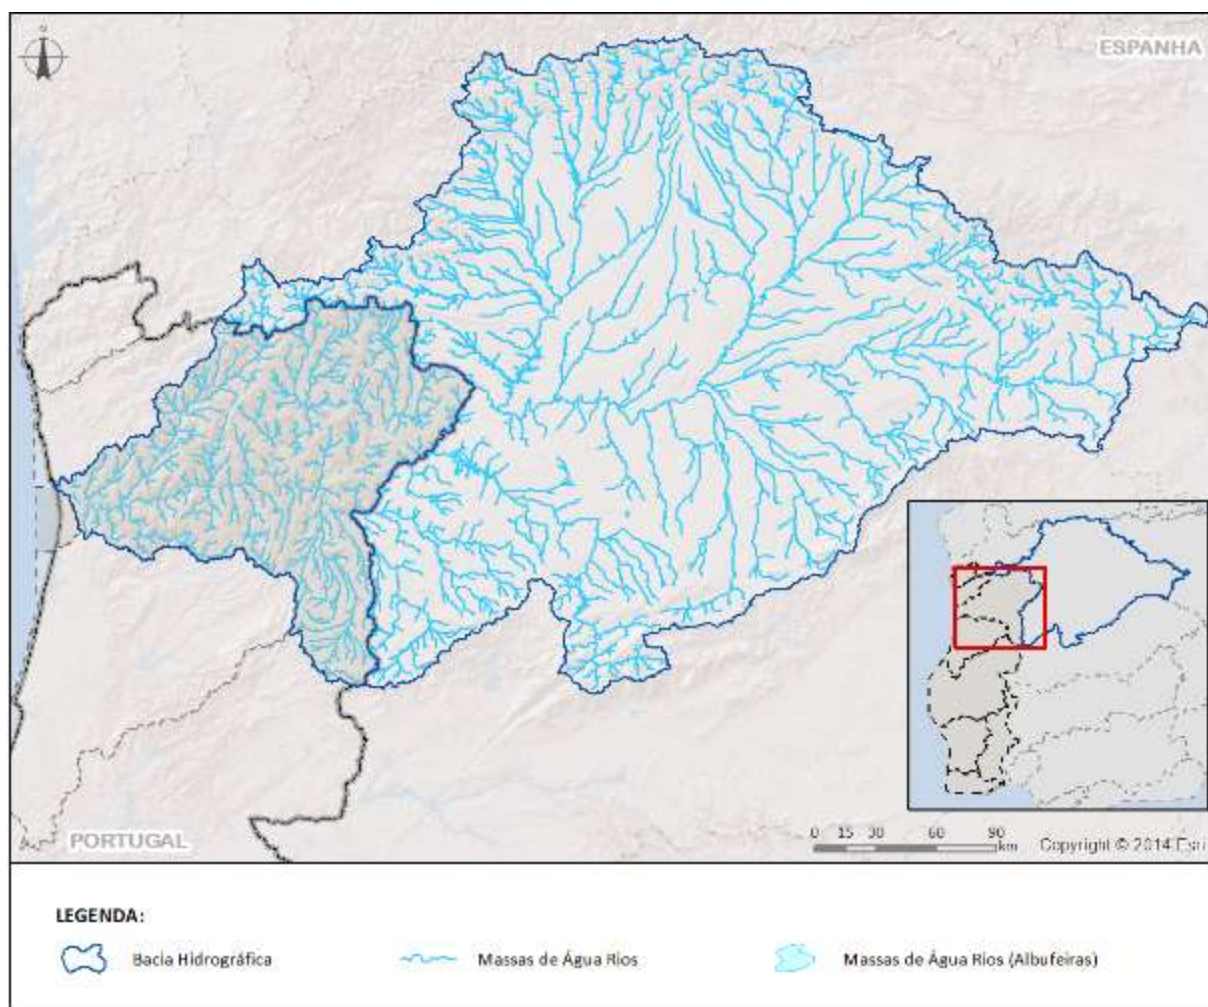 ESPANHA
PORTUGAL
0 15 30 60 90
km
Copyright © 2014 Esri
LEGENDA:
Bacia Hidrográfica
Massas de Água Rios
Massas de Água Rios (Albufeiras)